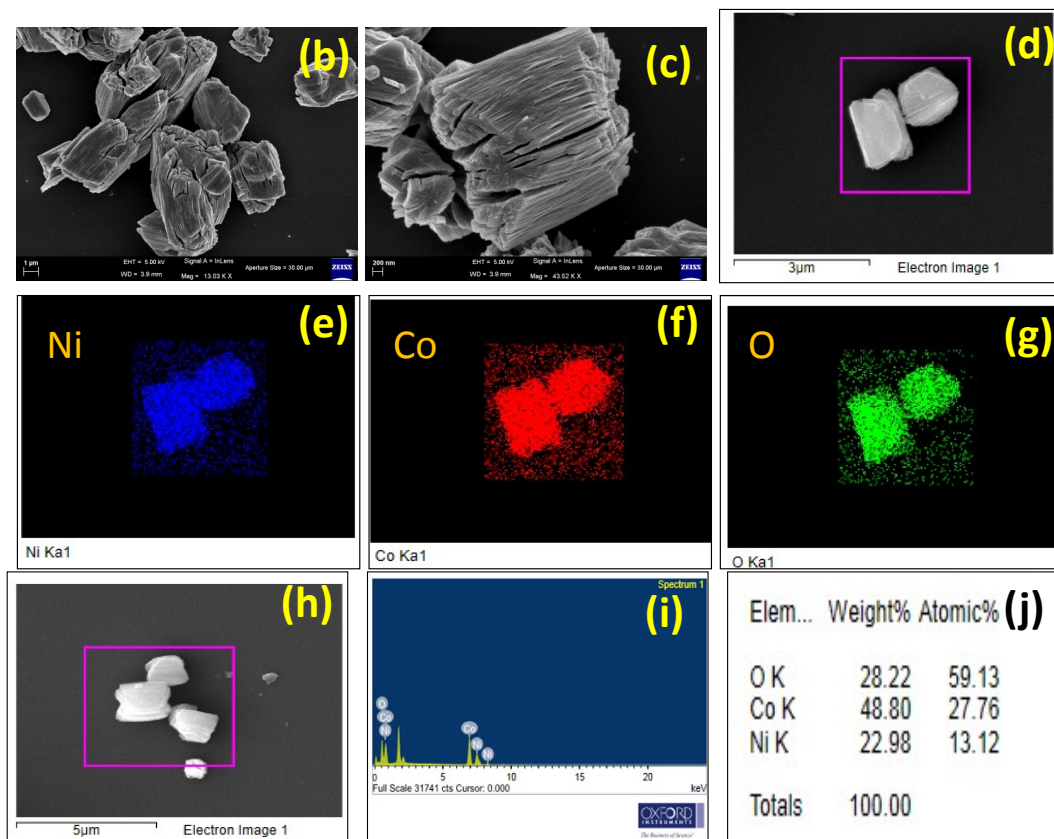 (b)
1 µm
EHT = 5.00 kV
Signal A = InLens
WD = 3.9 mm
Mag = 13.03 K X
Aperture Size = 30.00 µm
ZEISS
(c)
200 nm
EHT = 5.00 kV
Signal A = InLens
WD = 3.9 mm
Mag = 43.52 K X
Aperture Size = 30.00 µm
ZEISS
(d)
3µm
Electron Image 1
Ni
(e)
Ni Ka1
Co
(f)
Co Ka1
O
(g)
O Ka1
(h)
5µm
Electron Image 1
Spectrum 1
(i)
O
Co
Ni
Co
Ni
Ni
0 5 10 15 20
Full Scale 31741 cts Cursor: 0.000
keV
OXFORD
INSTRUMENTS
The Business of Science®
(j)
Elem... Weight% Atomic%
O K 28.22 59.13
Co K 48.80 27.76
Ni K 22.98 13.12
Totals 100.00